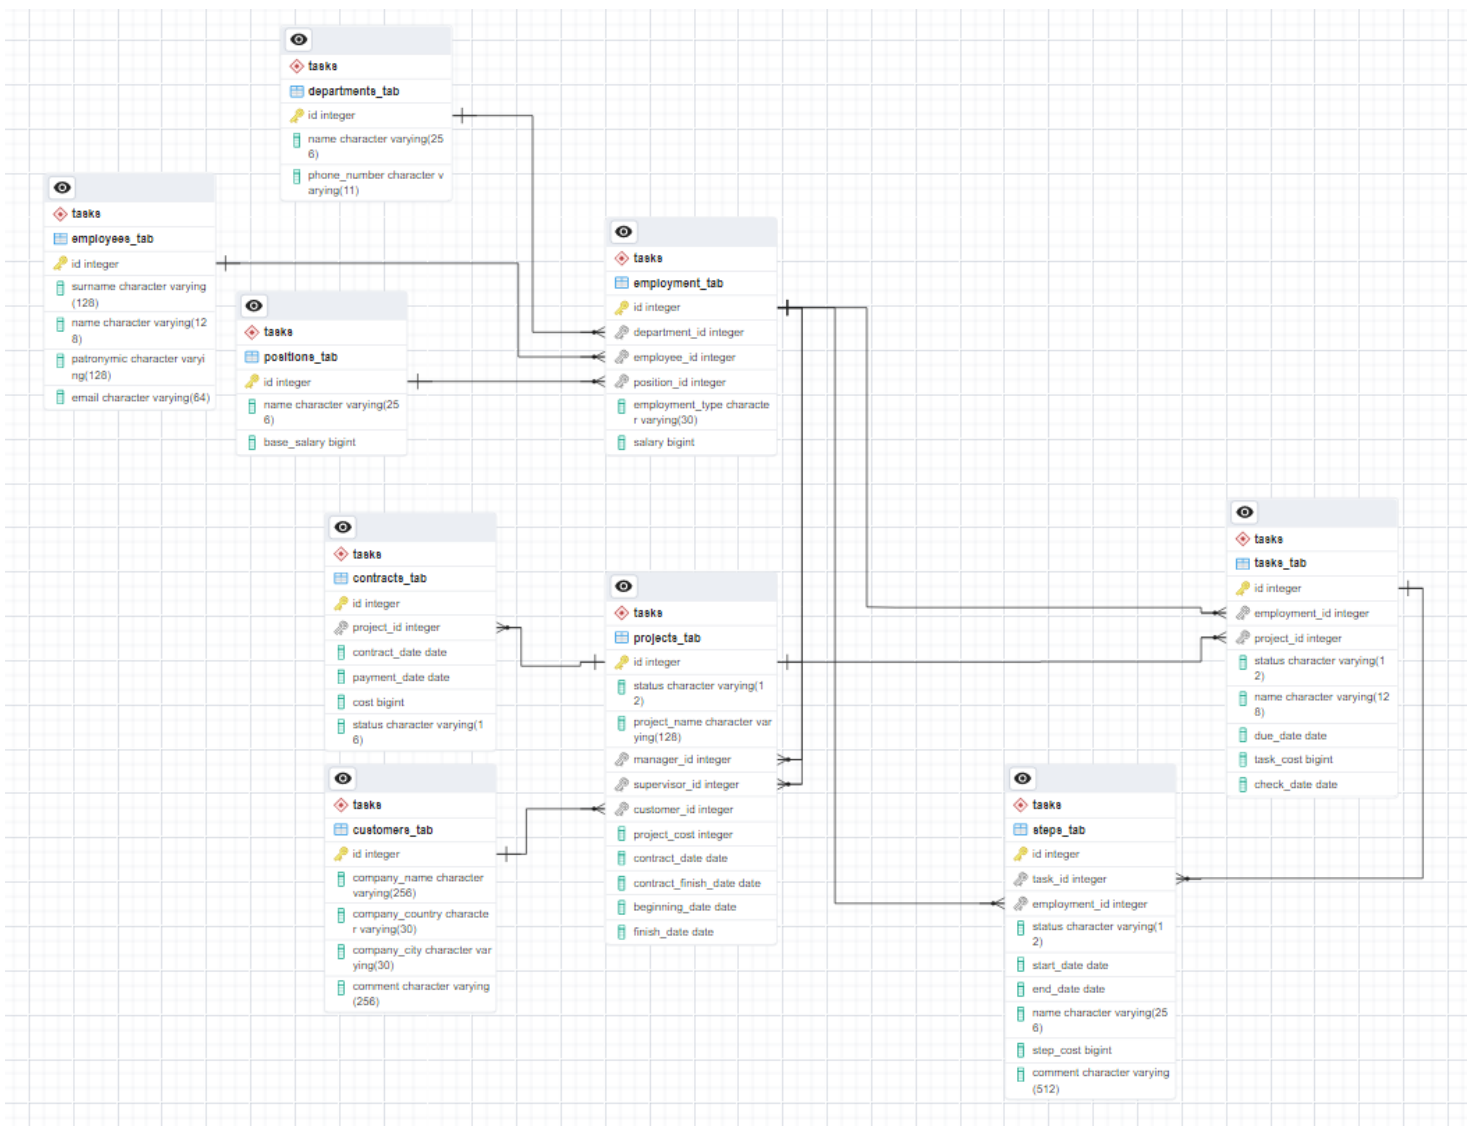 tasks
departments_tab
id integer
name character varying(25
6)
phone_number character v
arying(11)
tasks
employees_tab
id integer
surname character varying
(128)
name character varying(12
8)
patronymic character varyi
ng(128)
email character varying(64)
tasks
positions_tab
id integer
name character varying(25
6)
base_salary bigint
tasks
employment_tab
id integer
department_id integer
employee_id integer
position_id integer
employment_type characte
r varying(30)
salary bigint
tasks
contracts_tab
id integer
project_id integer
contract_date date
payment_date date
cost bigint
status character varying(1
6)
tasks
customers_tab
id integer
company_name character
varying(256)
company_country characte
r varying(30)
company_city character var
ying(30)
comment character varying
(256)
tasks
projects_tab
id integer
status character varying(1
2)
project_name character var
ying(128)
manager_id integer
supervisor_id integer
customer_id integer
project_cost integer
contract_date date
contract_finish_date date
beginning_date date
finish_date date
tasks
tasks_tab
id integer
employment_id integer
project_id integer
status character varying(1
2)
name character varying(12
8)
due_date date
task_cost bigint
check_date date
tasks
steps_tab
id integer
task_id integer
employment_id integer
status character varying(1
2)
start_date date
end_date date
name character varying(25
6)
step_cost bigint
comment character varying
(512)